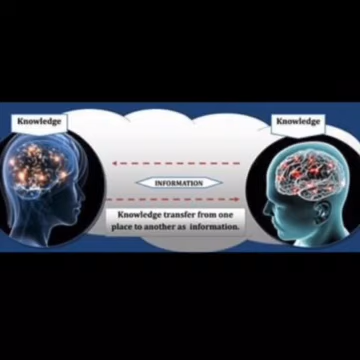 Knowledge
Knowledge
INFORMATION
Knowledge transfer from one
place to another as information.